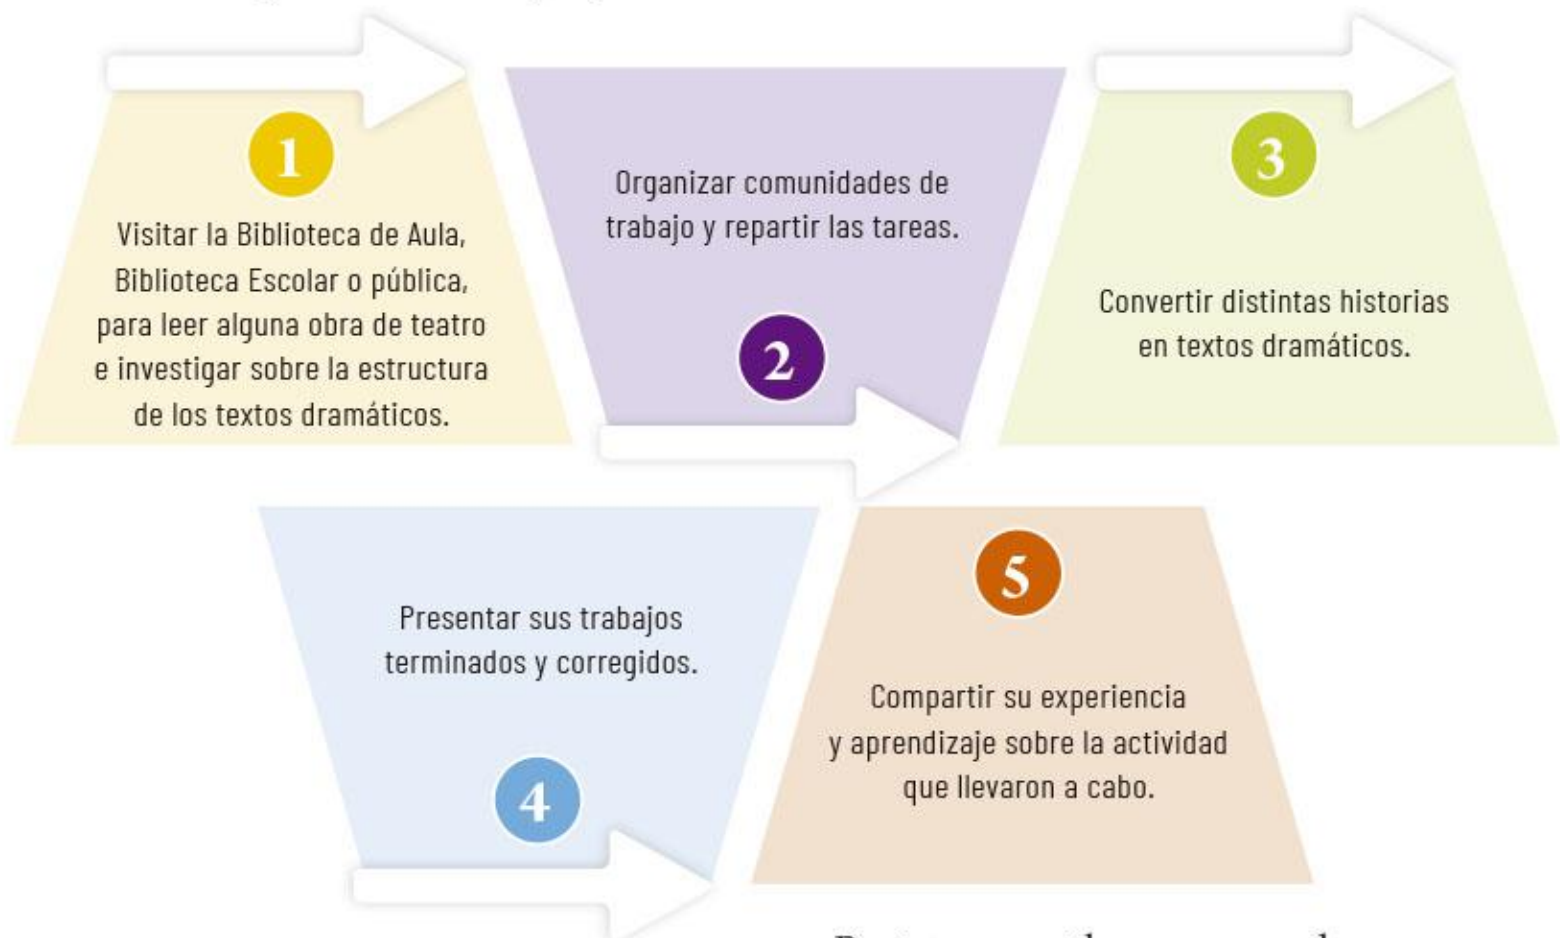 1
Visitar la Biblioteca de Aula,
Biblioteca Escolar o pública,
para leer alguna obra de teatro
e investigar sobre la estructura
de los textos dramáticos.
Organizar comunidades de
trabajo y repartir las tareas.
2
3
Convertir distintas historias
en textos dramáticos.
Presentar sus trabajos
terminados y corregidos.
4
5
Compartir su experiencia
y aprendizaje sobre la actividad
que llevaron a cabo.